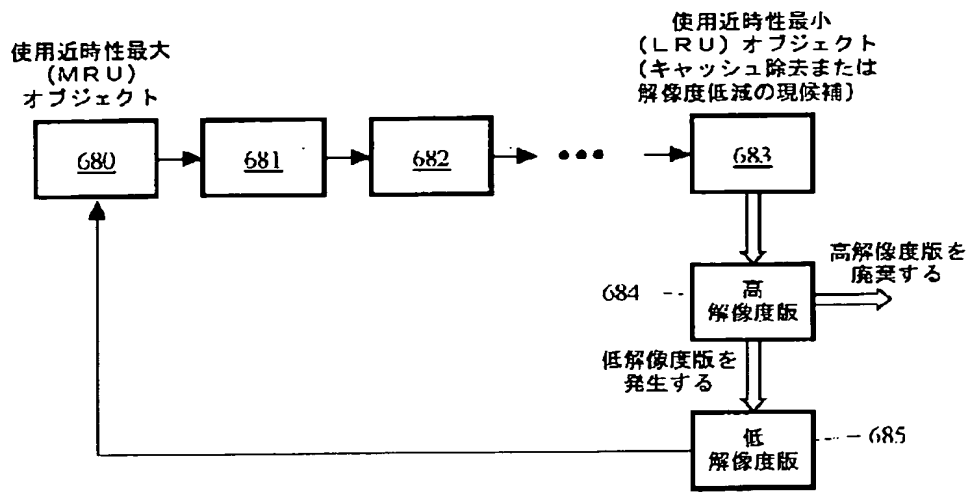 使用近時性最大
(MRU)
オブジェクト
使用近時性最小
(LRU)オブジェクト
(キャッシュ除去または
解像度低減の現候補)
680
681
682
683
高解像度版を
廃棄する
684
高
解像度版
低解像度版を
発生する
低
解像度版
685